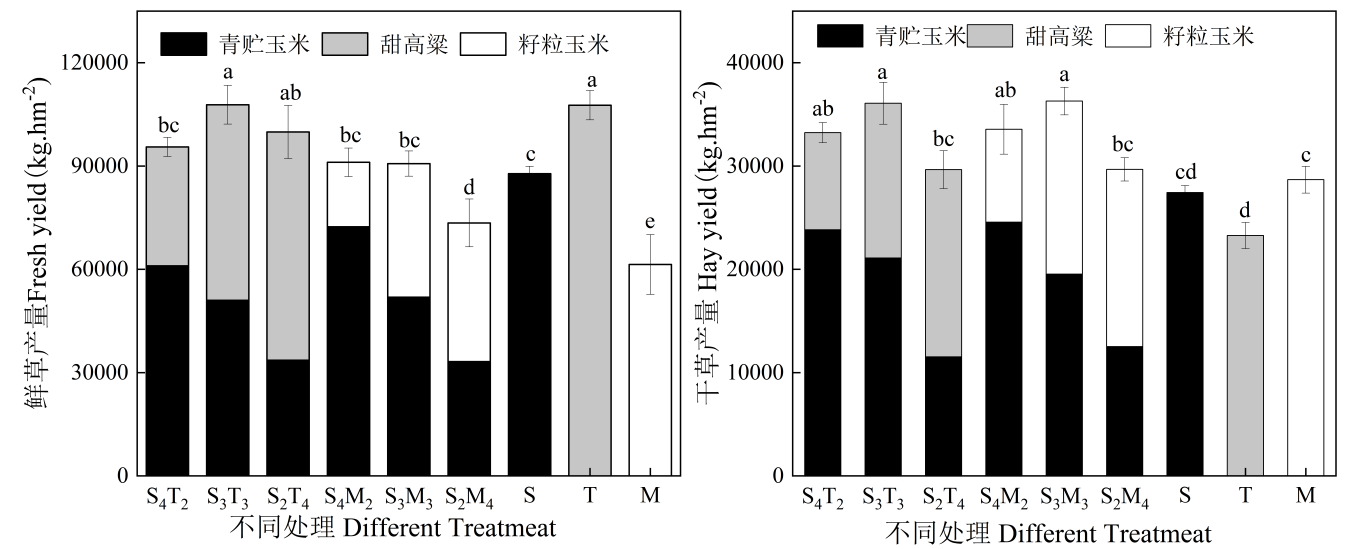 青贮玉米 甜高粱 籽粒玉米
鲜草产量Fresh yield(kg.hm⁻²)
120000
90000
60000
30000
0
bc a ab bc bc d c a e
S₄T₂ S₃T₃ S₂T₄ S₄M₂ S₃M₃ S₂M₄ S T M
不同处理 Different Treatmeat
青贮玉米 甜高粱 籽粒玉米
干草产量 Hay yield(kg.hm⁻²)
40000
30000
20000
10000
0
ab a bc ab a bc cd d c
S₄T₂ S₃T₃ S₂T₄ S₄M₂ S₃M₃ S₂M₄ S T M
不同处理 Different Treatmeat